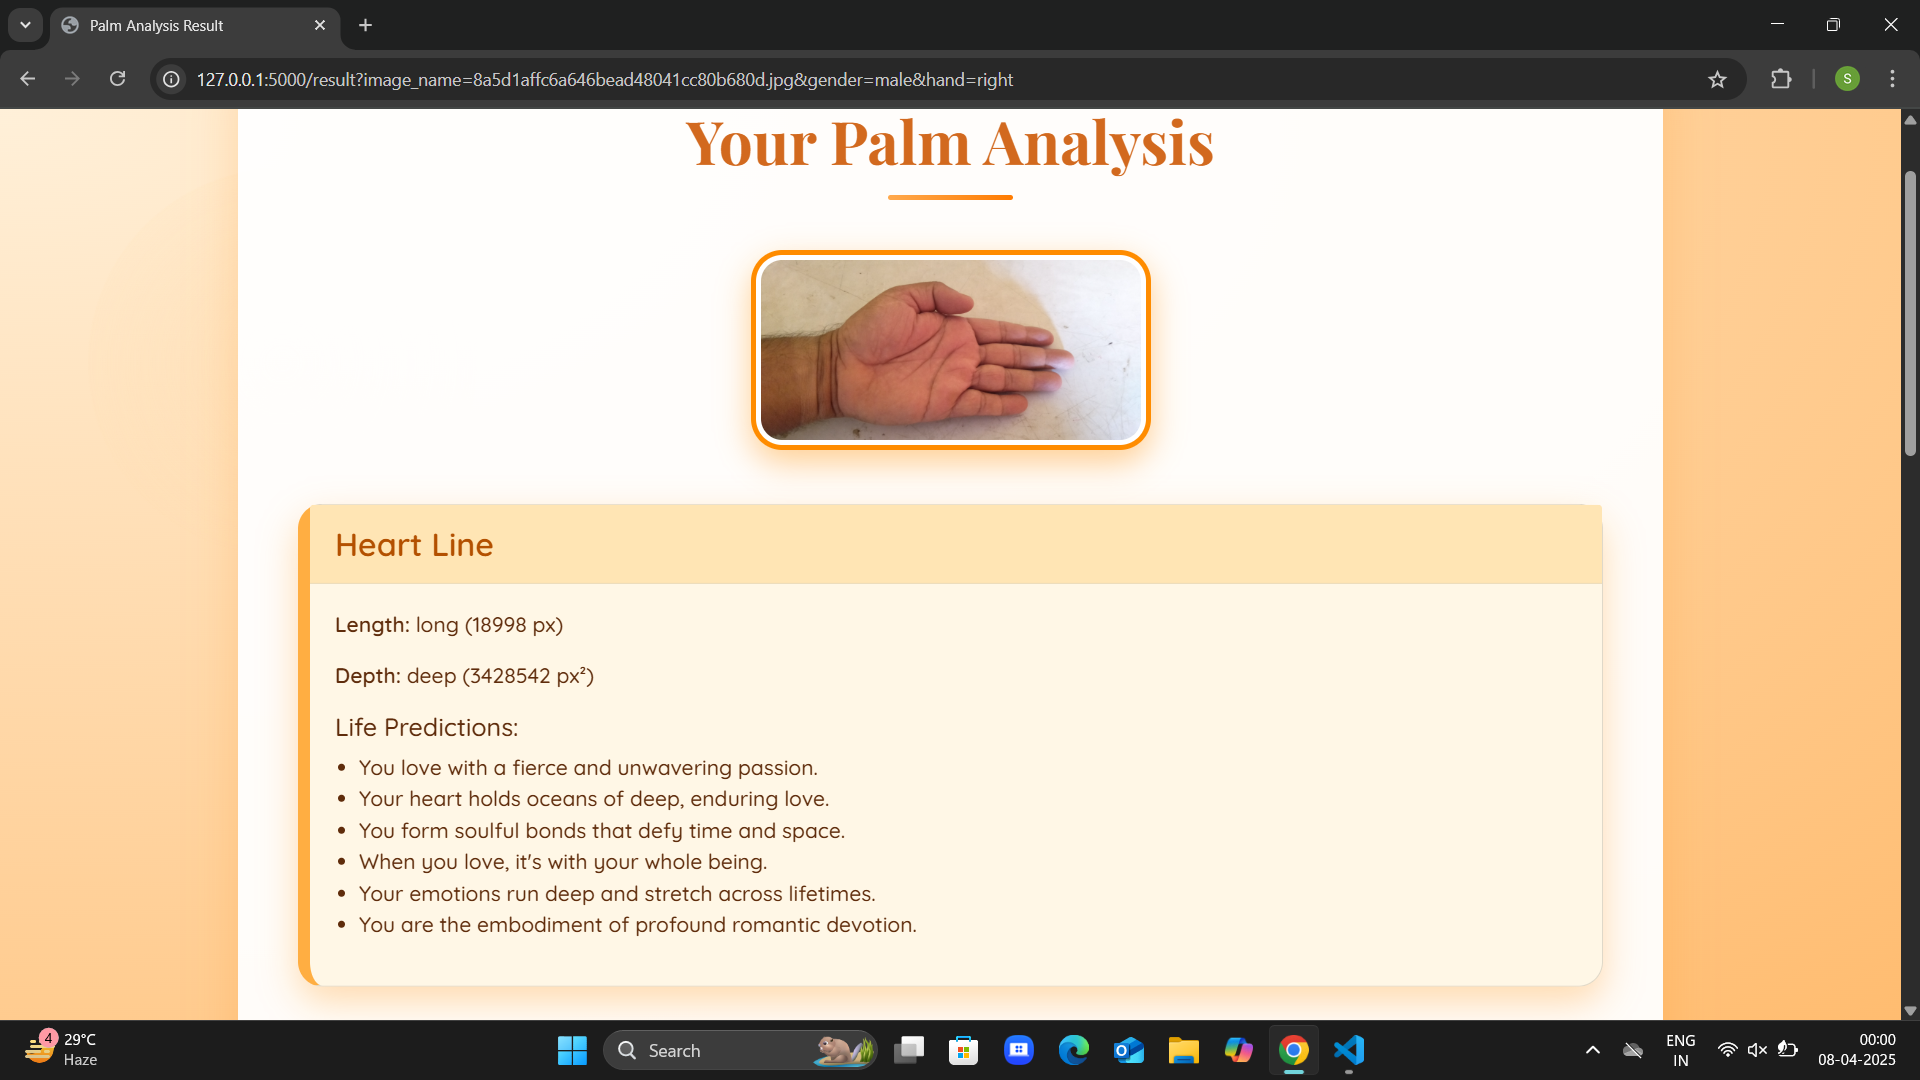 Palm Analysis Result
127.0.0.1:5000/result?image_name=8a5d1affc6a646bead48041cc80b680d.jpg&gender=male&hand=right
S
Your Palm Analysis
Heart Line
Length: long (18998 px)
Depth: deep (3428542 px²)
Life Predictions:
• You love with a fierce and unwavering passion.
• Your heart holds oceans of deep, enduring love.
• You form soulful bonds that defy time and space.
• When you love, it's with your whole being.
• Your emotions run deep and stretch across lifetimes.
• You are the embodiment of profound romantic devotion.
4
29°C
Haze
Search
ENG
IN
00:00
08-04-2025